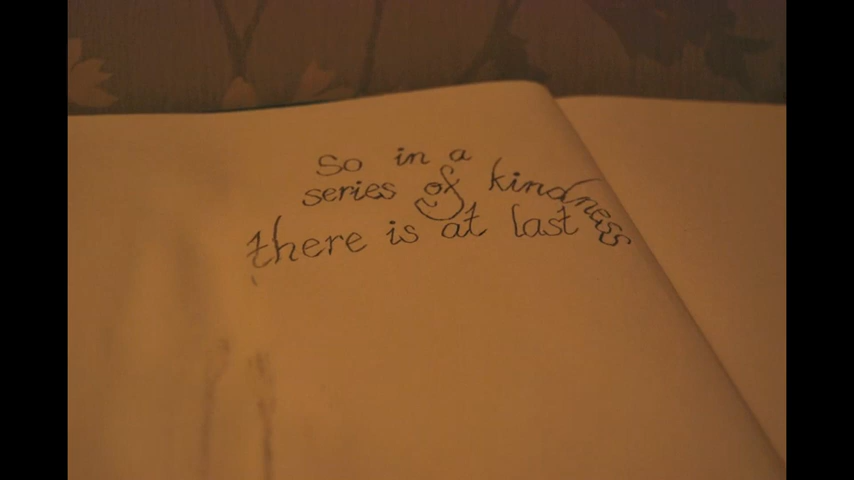 So in a
series of kindness
there is at last